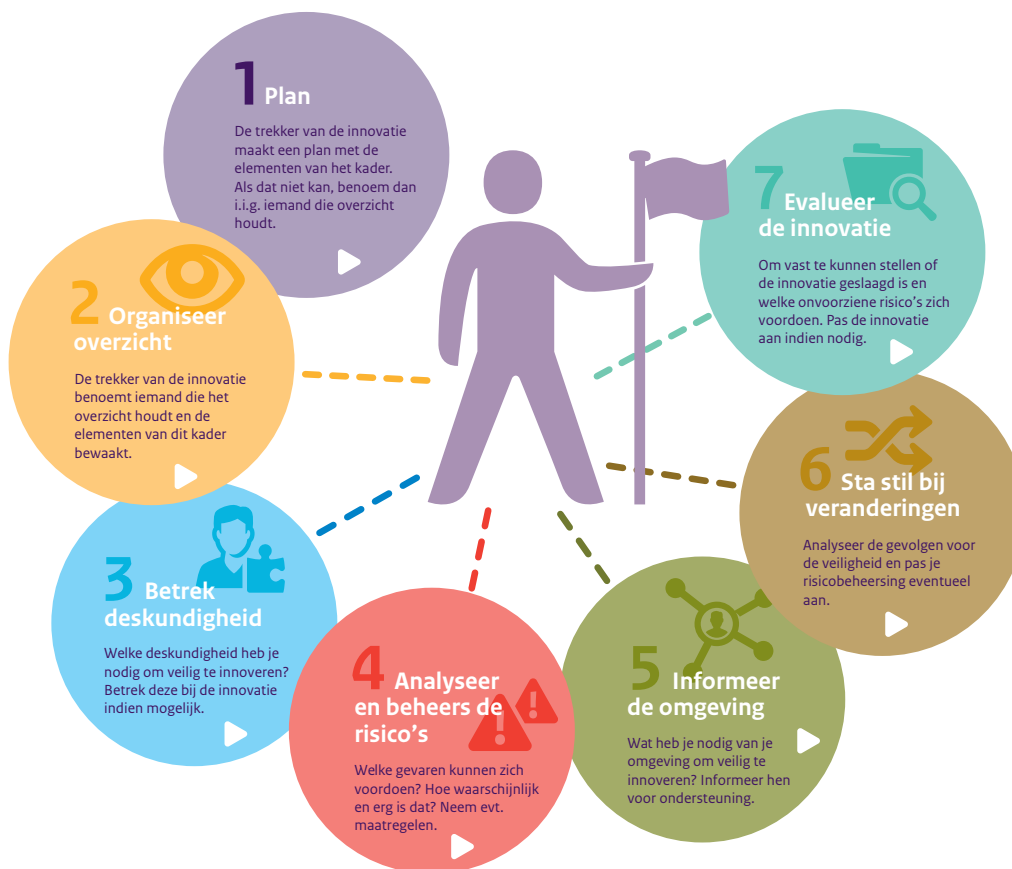 1 Plan
De trekker van de innovatie
maakt een plan met de
elementen van het kader.
Als dat niet kan, benoem dan
i.i.g. iemand die overzicht
houdt.
2 Organiseer
overzicht
De trekker van de innovatie
benoemt iemand die het
overzicht houdt en de
elementen van dit kader
bewaakt.
3 Betrek
deskundigheid
Welke deskundigheid heb je
nodig om veilig te innoveren?
Betrek deze bij de innovatie
indien mogelijk.
4 Analyseer
en beheers de
risico's
Welke gevaren kunnen zich
voordoen? Hoe waarschijnlijk
en erg is dat? Neem evt.
maatregelen.
5 Informeer
de omgeving
Wat heb je nodig van je
omgeving om veilig te
innoveren? Informeer hen
voor ondersteuning.
6 Sta stil bij
veranderingen
Analyseer de gevolgen voor
de veiligheid en pas je
risicobeheersing eventueel
aan.
7 Evalueer
de innovatie
Om vast te kunnen stellen of
de innovatie geslaagd is en
welke onvoorziene risico's zich
voordoen. Pas de innovatie
aan indien nodig.